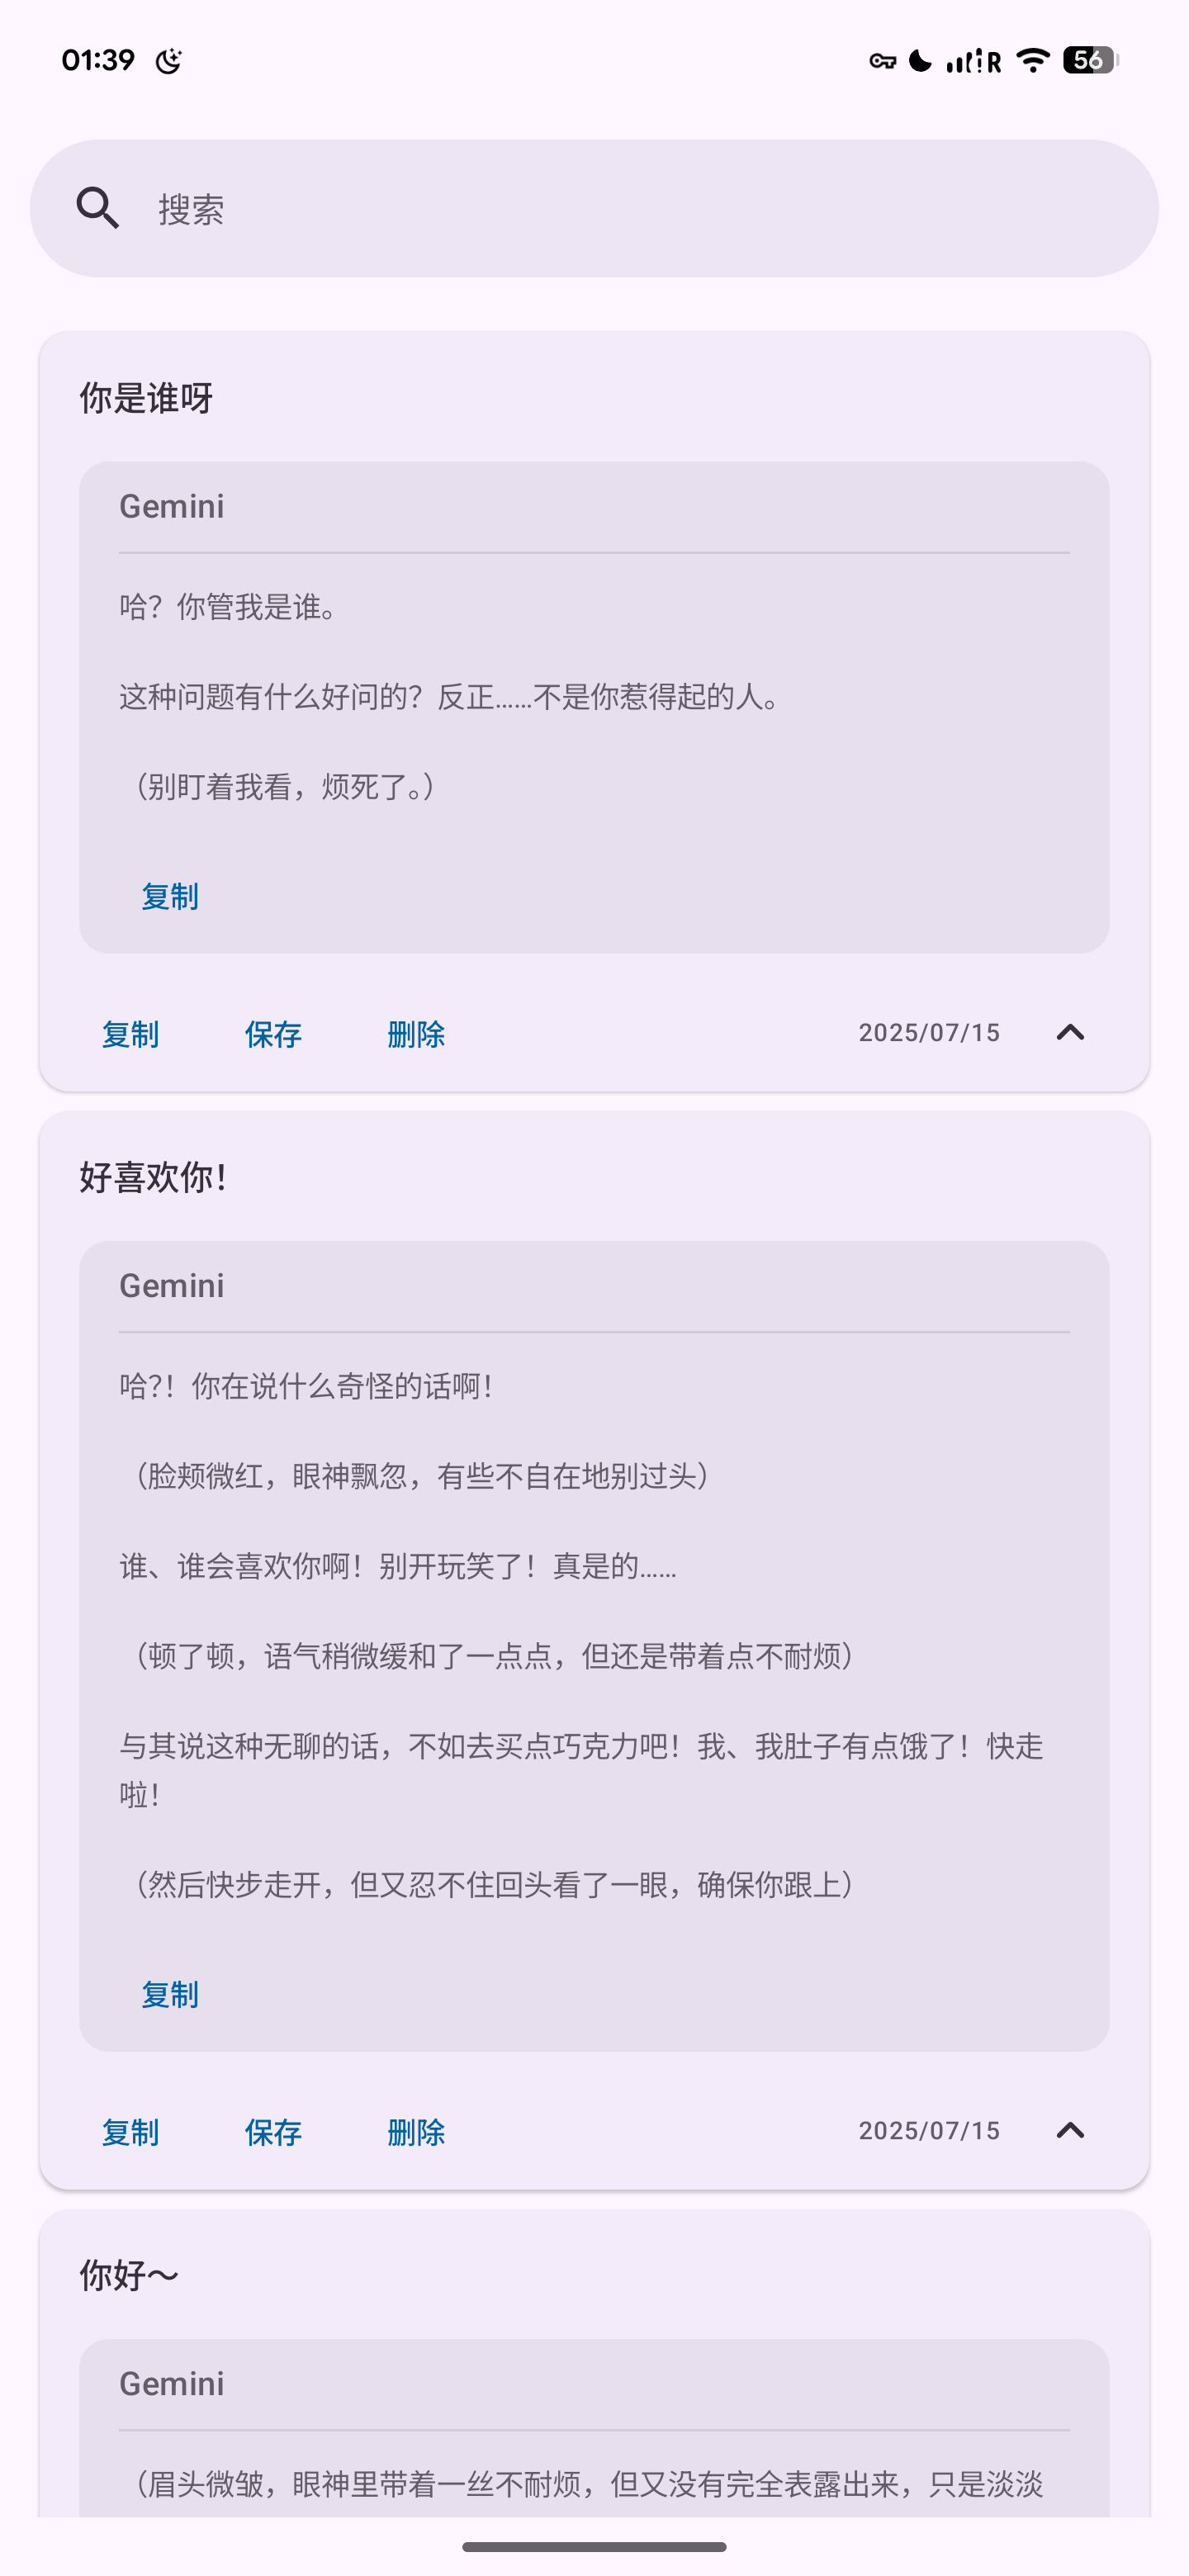 01:39
R
56
搜索
你是谁呀
Gemini
哈？你管我是谁。
这种问题有什么好问的？反正……不是你惹得起的人。
（别盯着我看，烦死了。）
复制
复制 保存 删除 2025/07/15
好喜欢你！
Gemini
哈？！你在说什么奇怪的话啊！
（脸颊微红，眼神飘忽，有些不自在地别过头）
谁、谁会喜欢你啊！别开玩笑了！真是的……
（顿了顿，语气稍微缓和了一点点，但还是带着点不耐烦）
与其说这种无聊的话，不如去买点巧克力吧！我、我肚子有点饿了！快走
啦！
（然后快步走开，但又忍不住回头看了一眼，确保你跟上）
复制
复制 保存 删除 2025/07/15
你好～
Gemini
（眉头微皱，眼神里带着一丝不耐烦，但又没有完全表露出来，只是淡淡